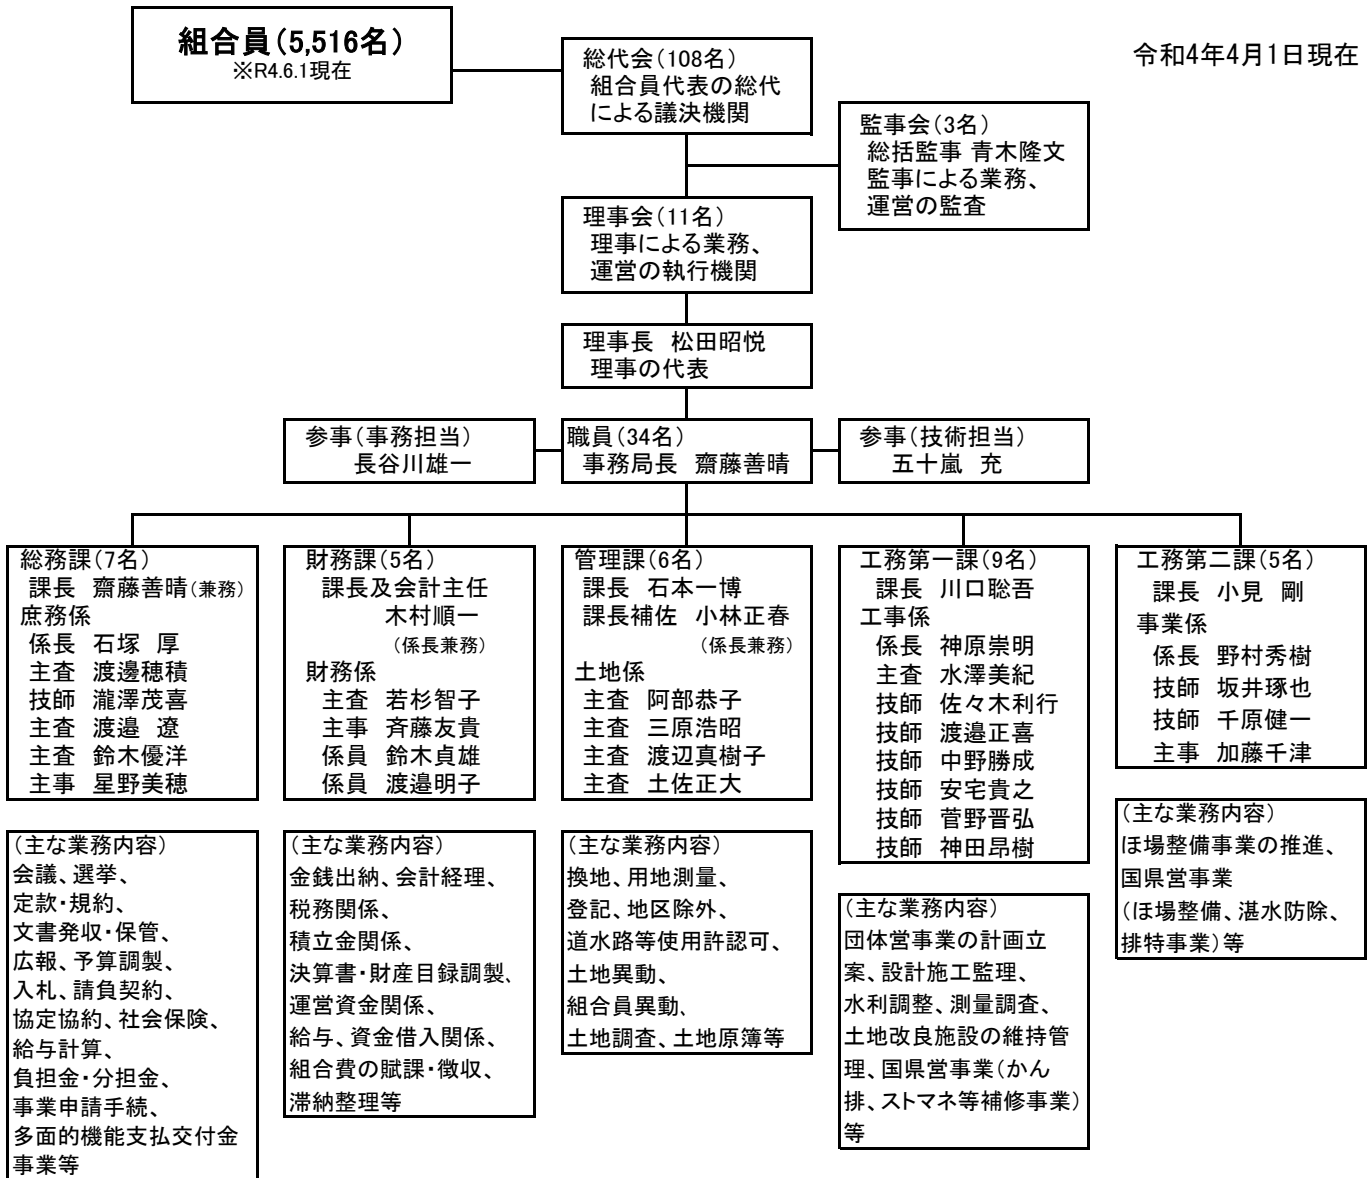 組合員(5,516名)
※R4.6.1現在
令和4年4月1日現在
総代会(108名)
組合員代表の総代
による議決機関
監事会(3名)
総括監事 青木隆文
監事による業務、
運営の監査
理事会(11名)
理事による業務、
運営の執行機関
理事長 松田昭悦
理事の代表
参事(事務担当)
長谷川雄一
職員(34名)
事務局長 齋藤善晴
参事(技術担当)
五十嵐 充
総務課(7名)
課長 齋藤善晴(兼務)
庶務係
係長 石塚 厚
主査 渡邊穂積
技師 瀧澤茂喜
主査 渡邉 遼
主査 鈴木優洋
主事 星野美穂
財務課(5名)
課長及会計主任
木村順一
(係長兼務)
財務係
主査 若杉智子
主事 斉藤友貴
係員 鈴木貞雄
係員 渡邉明子
管理課(6名)
課長 石本一博
課長補佐 小林正春
(係長兼務)
土地係
主査 阿部恭子
主査 三原浩昭
主査 渡辺真樹子
主査 土佐正大
工務第一課(9名)
課長 川口聡吾
工事係
係長 神原崇明
主査 水澤美紀
技師 佐々木利行
技師 渡邉正喜
技師 中野勝成
技師 安宅貴之
技師 菅野晋弘
技師 神田昂樹
工務第二課(5名)
課長 小見 剛
事業係
係長 野村秀樹
技師 坂井琢也
技師 千原健一
主事 加藤千津
(主な業務内容)
会議、選挙、
定款・規約、
文書発収・保管、
広報、予算調製、
入札、請負契約、
協定協約、社会保険、
給与計算、
負担金・分担金、
事業申請手続、
多面的機能支払交付金
事業等
(主な業務内容)
金銭出納、会計経理、
税務関係、
積立金関係、
決算書・財産目録調製、
運営資金関係、
給与、資金借入関係、
組合費の賦課・徴収、
滞納整理等
(主な業務内容)
換地、用地測量、
登記、地区除外、
道水路等使用許認可、
土地異動、
組合員異動、
土地調査、土地原簿等
(主な業務内容)
団体営事業の計画立
案、設計施工監理、
水利調整、測量調査、
土地改良施設の維持管
理、国県営事業(かん
排、ストマネ等補修事業)
等
(主な業務内容)
ほ場整備事業の推進、
国県営事業
(ほ場整備、湛水防除、
排特事業)等